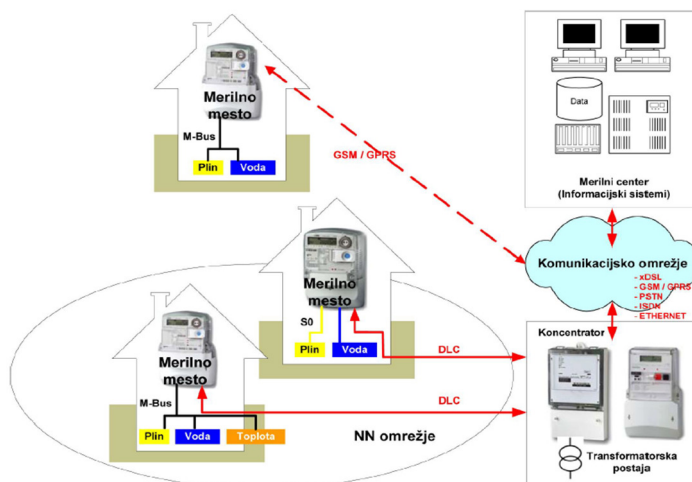 Merilno
mesto
M-Bus
Plin
Voda
GSM / GPRS
Data
Merilni center
(Informacijski sistemi)
Komunikacijsko omrežje
- xDSL
- GSM / GPRS
- PSTN
- ISDN
- ETHERNET
Merilno
mesto
S0
Plin
Voda
DLC
Merilno
mesto
M-Bus
Plin
Voda
Toplota
DLC
NN omrežje
Koncentrator
Transformatorska
postaja